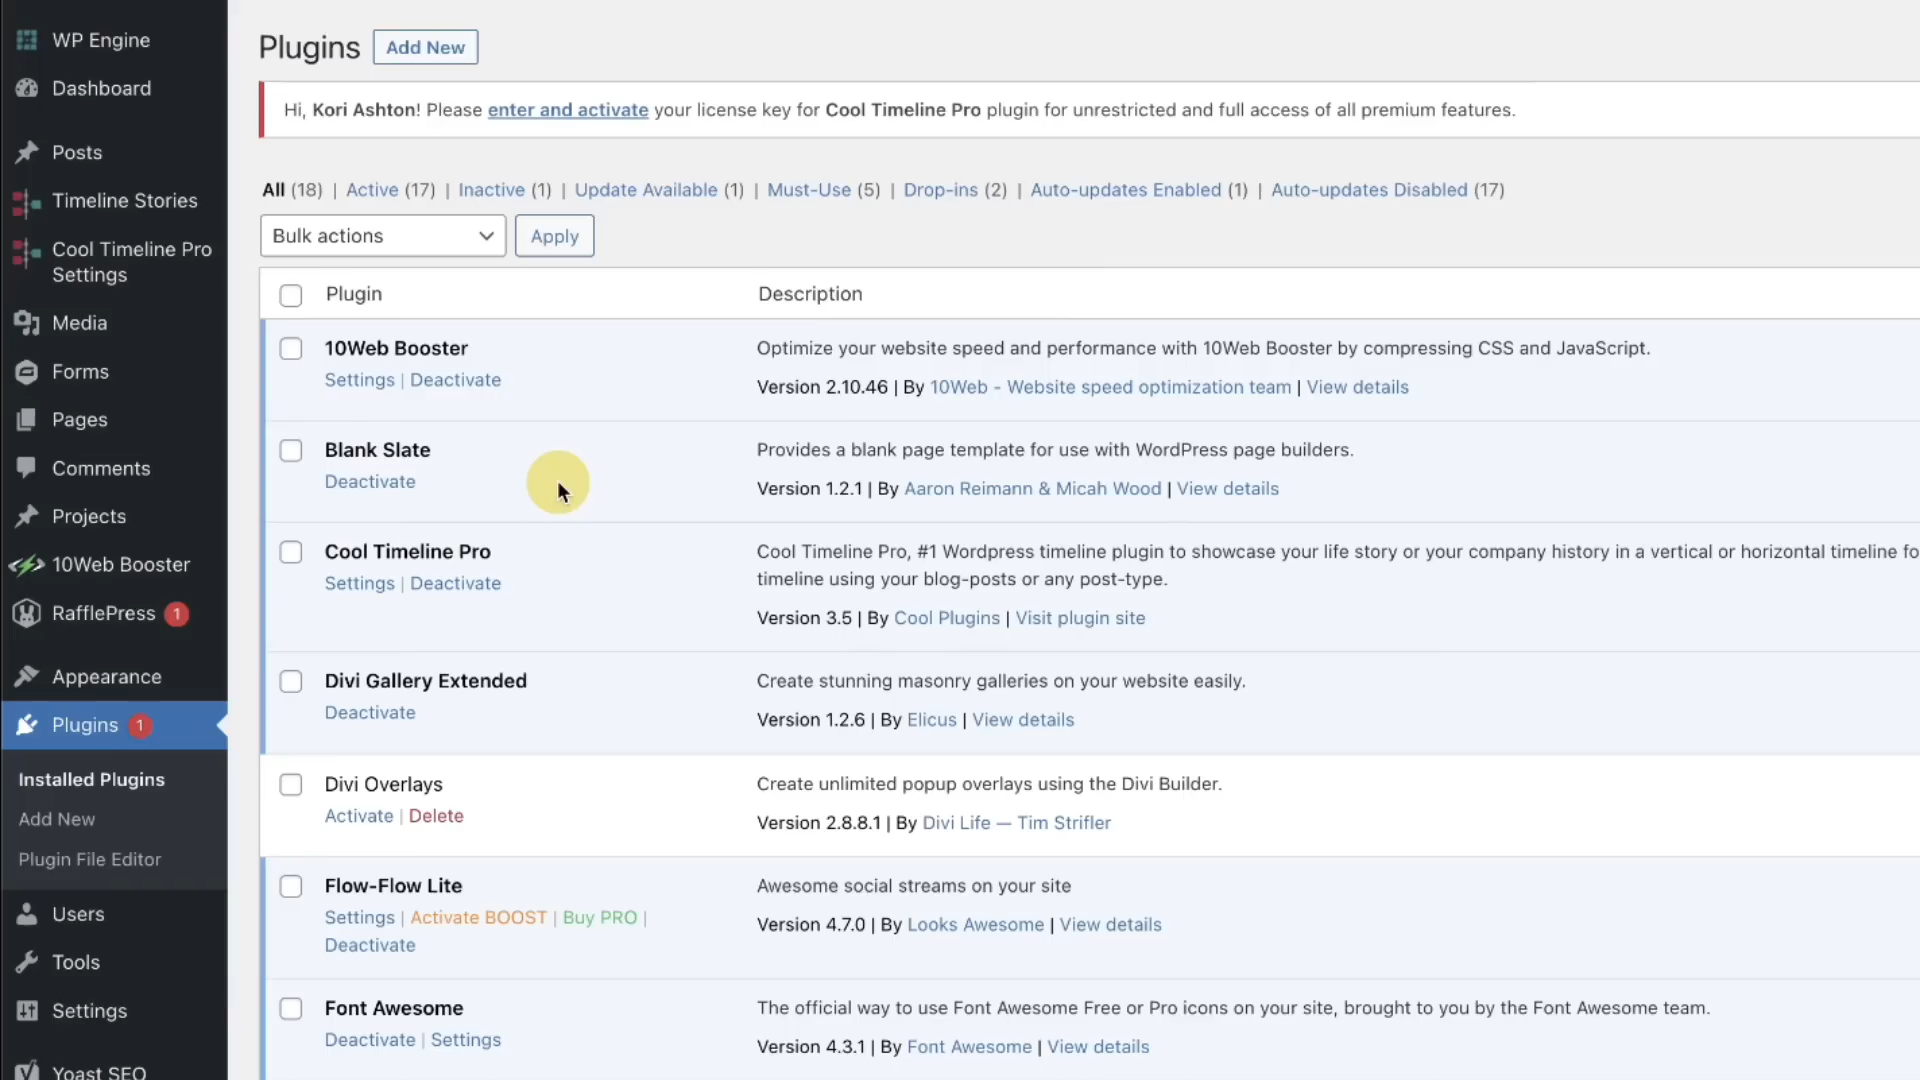 WP Engine
Dashboard
Posts
Timeline Stories
Cool Timeline Pro
Settings
Media
Forms
Pages
Comments
Projects
10Web Booster
RafflePress 1
Appearance
Plugins 1
Installed Plugins
Add New
Plugin File Editor
Users
Tools
Settings
Yoast SEO
Plugins Add New
Hi, Kori Ashton! Please enter and activate your license key for Cool Timeline Pro plugin for unrestricted and full access of all premium features.
All (18) | Active (17) | Inactive (1) | Update Available (1) | Must-Use (5) | Drop-ins (2) | Auto-updates Enabled (1) | Auto-updates Disabled (17)
Bulk actions Apply
Plugin Description
10Web Booster
Settings | Deactivate
Optimize your website speed and performance with 10Web Booster by compressing CSS and JavaScript.
Version 2.10.46 | By 10Web - Website speed optimization team | View details
Blank Slate
Deactivate
Provides a blank page template for use with WordPress page builders.
Version 1.2.1 | By Aaron Reimann & Micah Wood | View details
Cool Timeline Pro
Settings | Deactivate
Cool Timeline Pro, #1 Wordpress timeline plugin to showcase your life story or your company history in a vertical or horizontal timeline fo
timeline using your blog-posts or any post-type.
Version 3.5 | By Cool Plugins | Visit plugin site
Divi Gallery Extended
Deactivate
Create stunning masonry galleries on your website easily.
Version 1.2.6 | By Elicus | View details
Divi Overlays
Activate | Delete
Create unlimited popup overlays using the Divi Builder.
Version 2.8.8.1 | By Divi Life — Tim Strifler
Flow-Flow Lite
Settings | Activate BOOST | Buy PRO |
Deactivate
Awesome social streams on your site
Version 4.7.0 | By Looks Awesome | View details
Font Awesome
Deactivate | Settings
The official way to use Font Awesome Free or Pro icons on your site, brought to you by the Font Awesome team.
Version 4.3.1 | By Font Awesome | View details